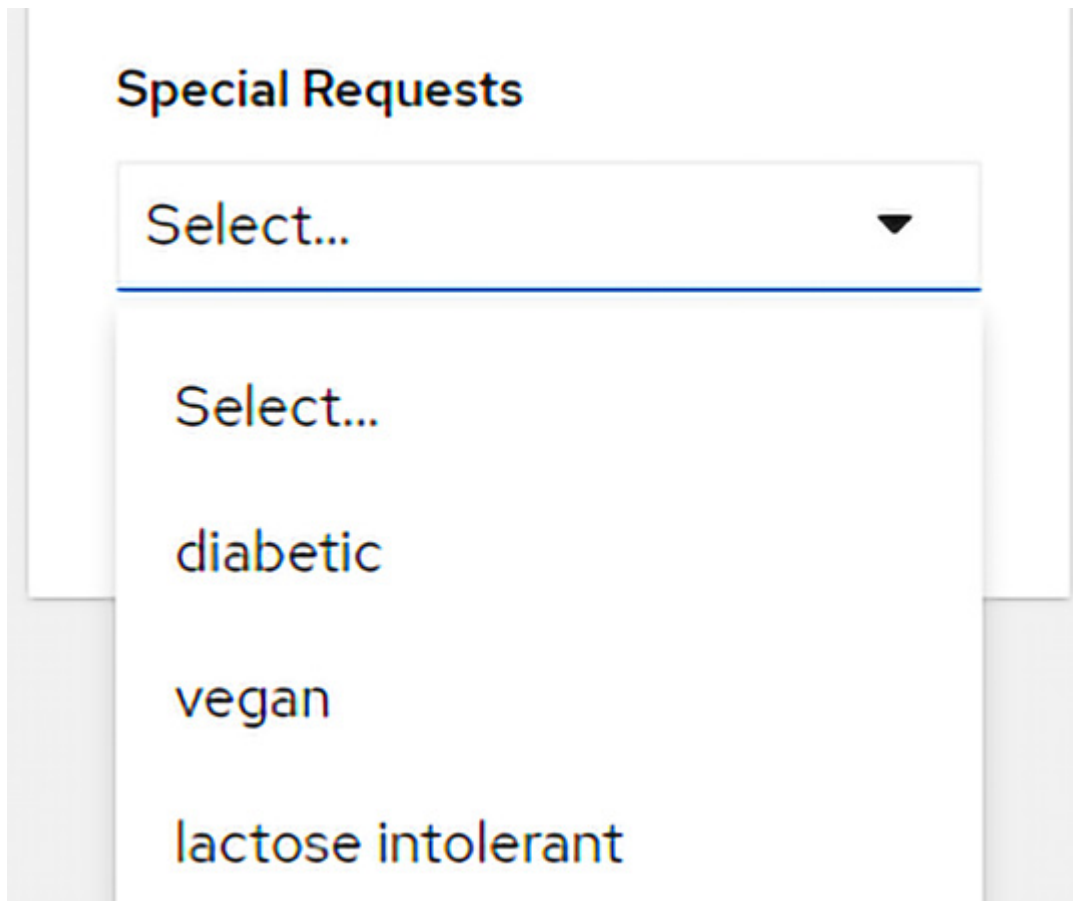 Special Requests
Select...
Select...
diabetic
vegan
lactose intolerant